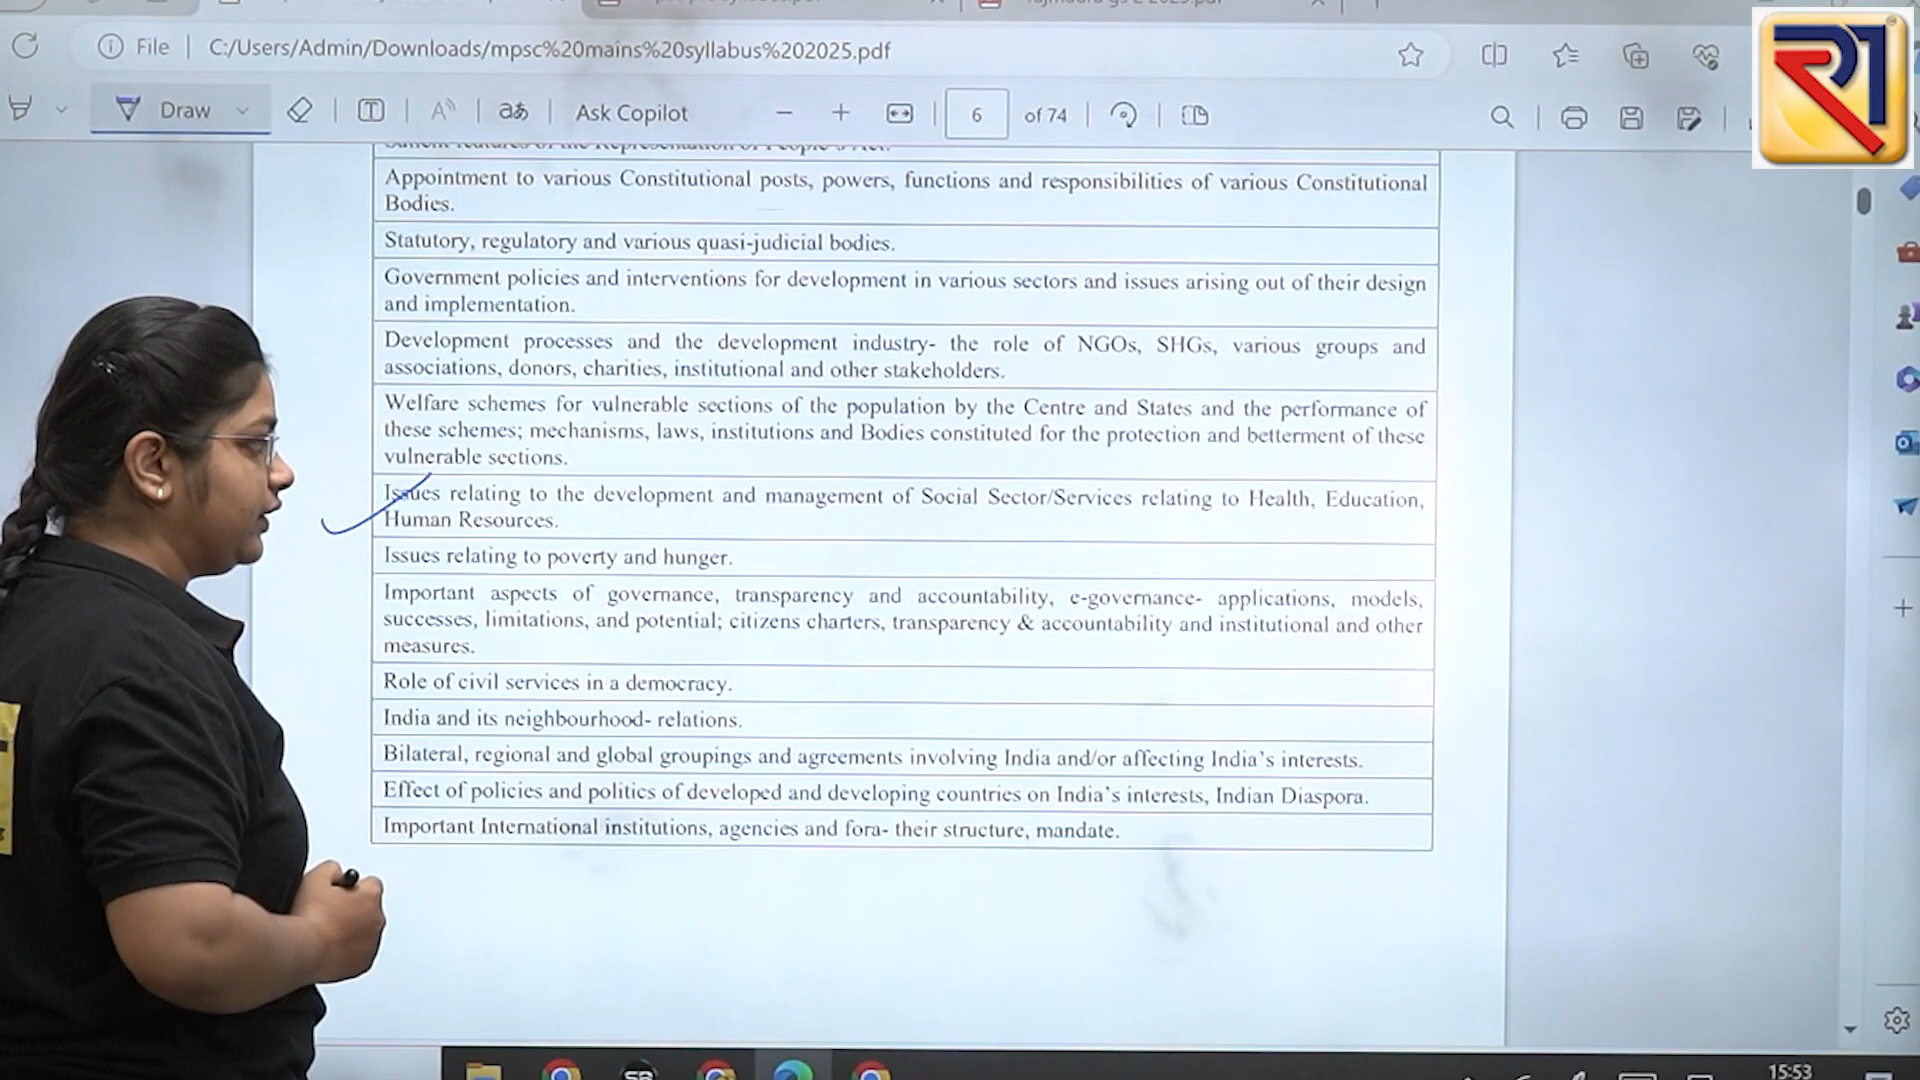 File
C:/Users/Admin/Downloads/mpsc%20mains%20syllabus%202025.pdf
Draw
Ask Copilot
6 of 74
Salient features of the Representation of People's Act.
Appointment to various Constitutional posts, powers, functions and responsibilities of various Constitutional
Bodies.
Statutory, regulatory and various quasi-judicial bodies.
Government policies and interventions for development in various sectors and issues arising out of their design
and implementation.
Development processes and the development industry- the role of NGOs, SHGs, various groups and
associations, donors, charities, institutional and other stakeholders.
Welfare schemes for vulnerable sections of the population by the Centre and States and the performance of
these schemes; mechanisms, laws, institutions and Bodies constituted for the protection and betterment of these
vulnerable sections.
Issues relating to the development and management of Social Sector/Services relating to Health, Education,
Human Resources.
Issues relating to poverty and hunger.
Important aspects of governance, transparency and accountability, e-governance- applications, models,
successes, limitations, and potential; citizens charters, transparency & accountability and institutional and other
measures.
Role of civil services in a democracy.
India and its neighbourhood- relations.
Bilateral, regional and global groupings and agreements involving India and/or affecting India's interests.
Effect of policies and politics of developed and developing countries on India's interests, Indian Diaspora.
Important International institutions, agencies and fora- their structure, mandate.
15:53